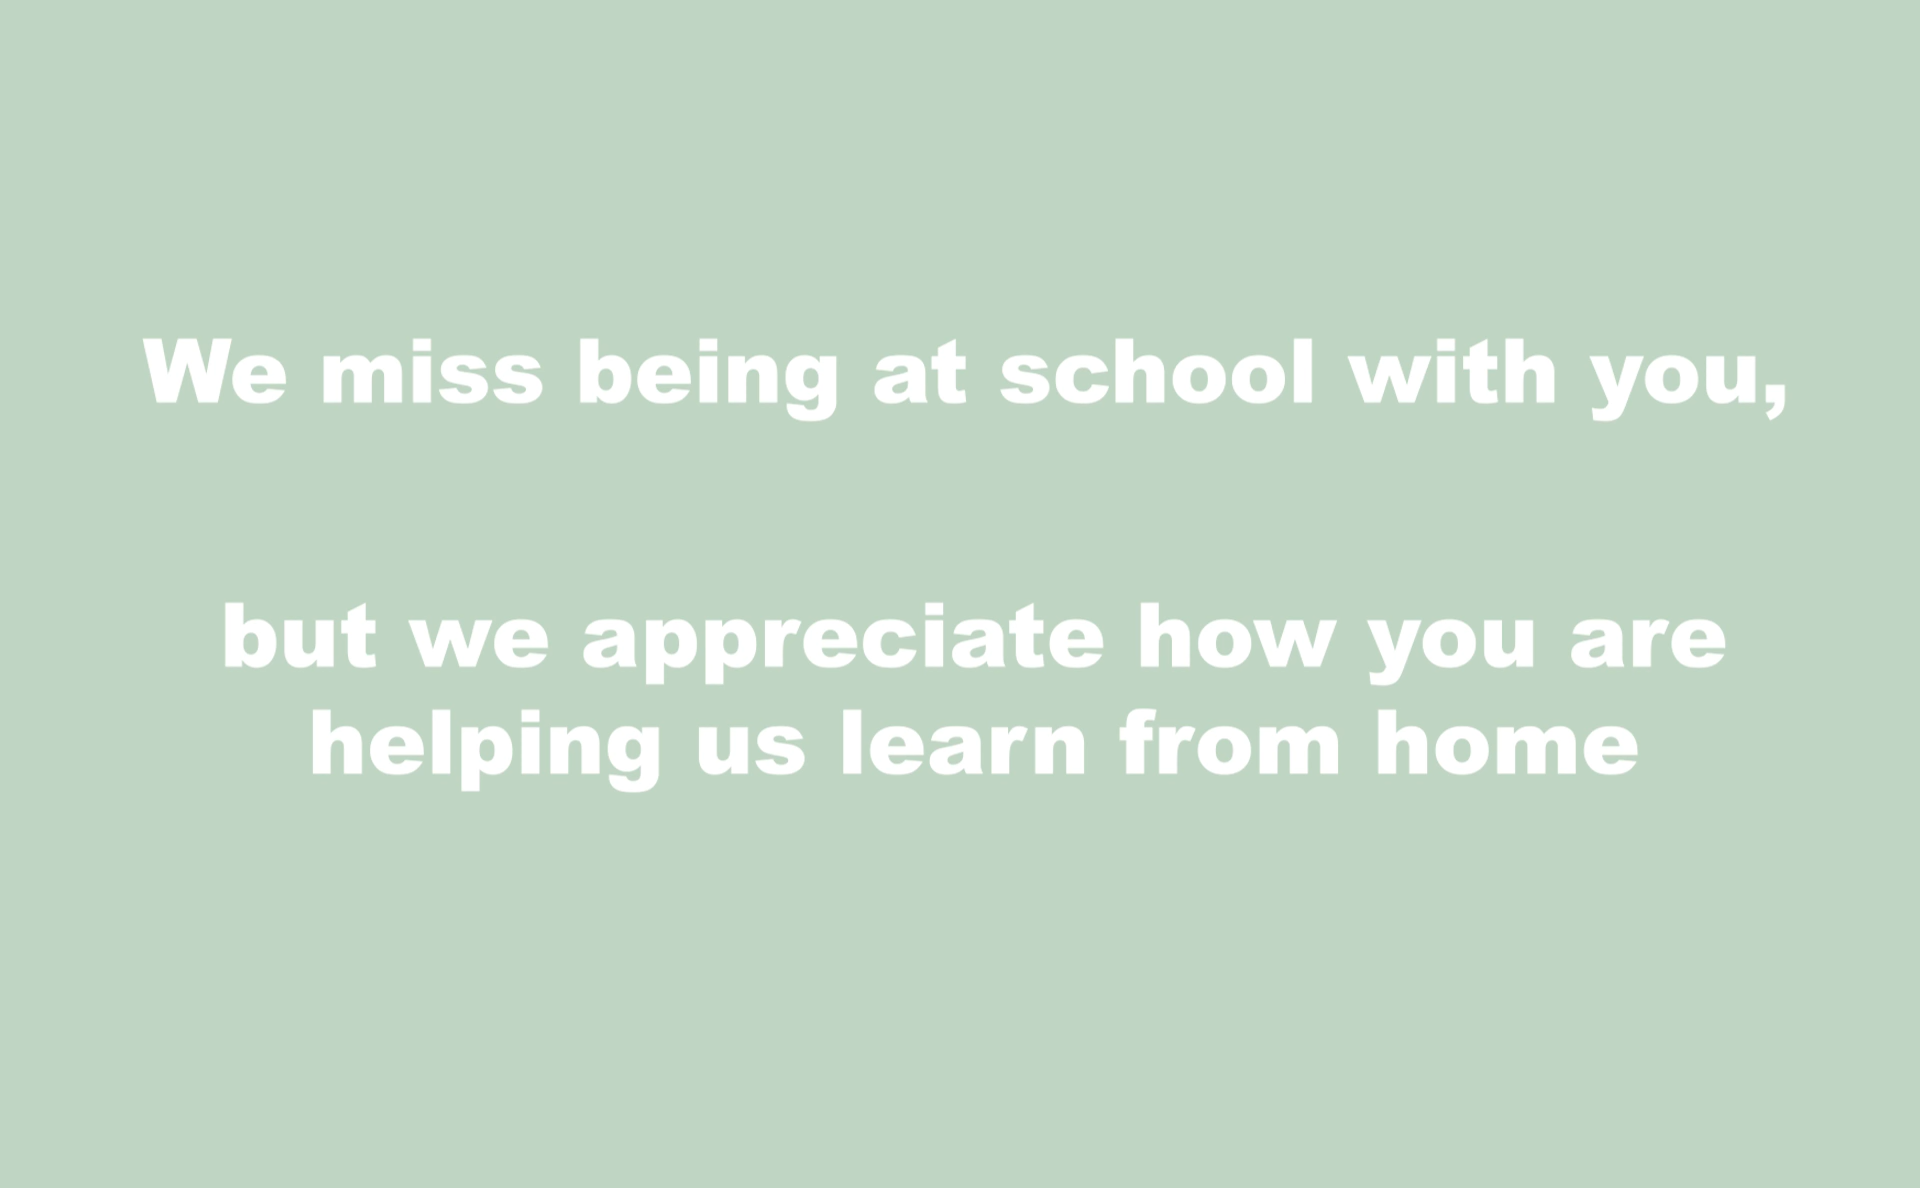 We miss being at school with you,
but we appreciate how you are
helping us learn from home